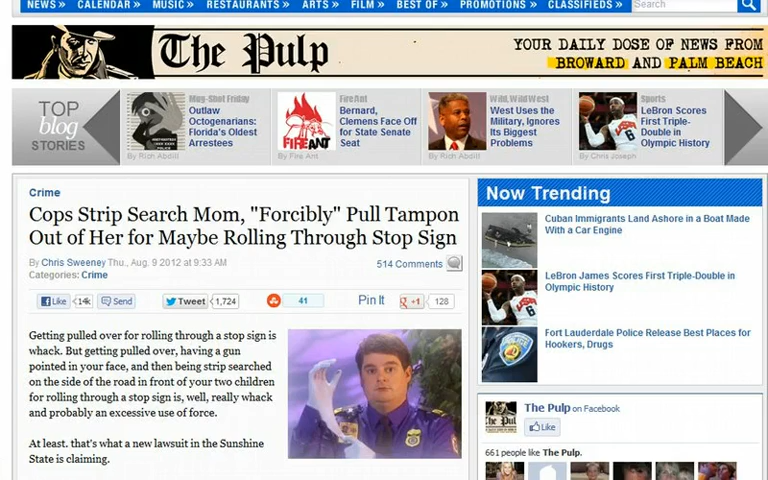 NEWS » CALENDAR » MUSIC » RESTAURANTS » ARTS » FILM » BEST OF » PROMOTIONS » CLASSIFIEDS » Search
The Pulp
YOUR DAILY DOSE OF NEWS FROM
BROWARD AND PALM BEACH
TOP
blog
STORIES
Mug-Shot Friday
Outlaw
Octogenarians:
Florida's Oldest
Arrestees
By Rich Abdill
FIRE ANT
FireAnt
Bernard,
Clemens Face Off
for State Senate
Seat
By Fire Ant
Wild, Wild West
West Uses the
Military, Ignores
Its Biggest
Problems
By Rich Abdill
Sports
LeBron Scores
First Triple-
Double in
Olympic History
By Chris Joseph
Crime
Cops Strip Search Mom, "Forcibly" Pull Tampon
Out of Her for Maybe Rolling Through Stop Sign
By Chris Sweeney Thu., Aug. 9 2012 at 9:33 AM
514 Comments
Categories: Crime
Like 14k Send Tweet 1,724 41 Pin It +1 128
Getting pulled over for rolling through a stop sign is
whack. But getting pulled over, having a gun
pointed in your face, and then being strip searched
on the side of the road in front of your two children
for rolling through a stop sign is, well, really whack
and probably an excessive use of force.
At least. that's what a new lawsuit in the Sunshine
State is claiming.
Now Trending
Cuban Immigrants Land Ashore in a Boat Made
With a Car Engine
LeBron James Scores First Triple-Double in
Olympic History
Fort Lauderdale Police Release Best Places for
Hookers, Drugs
The Pulp on Facebook
Like
661 people like The Pulp.